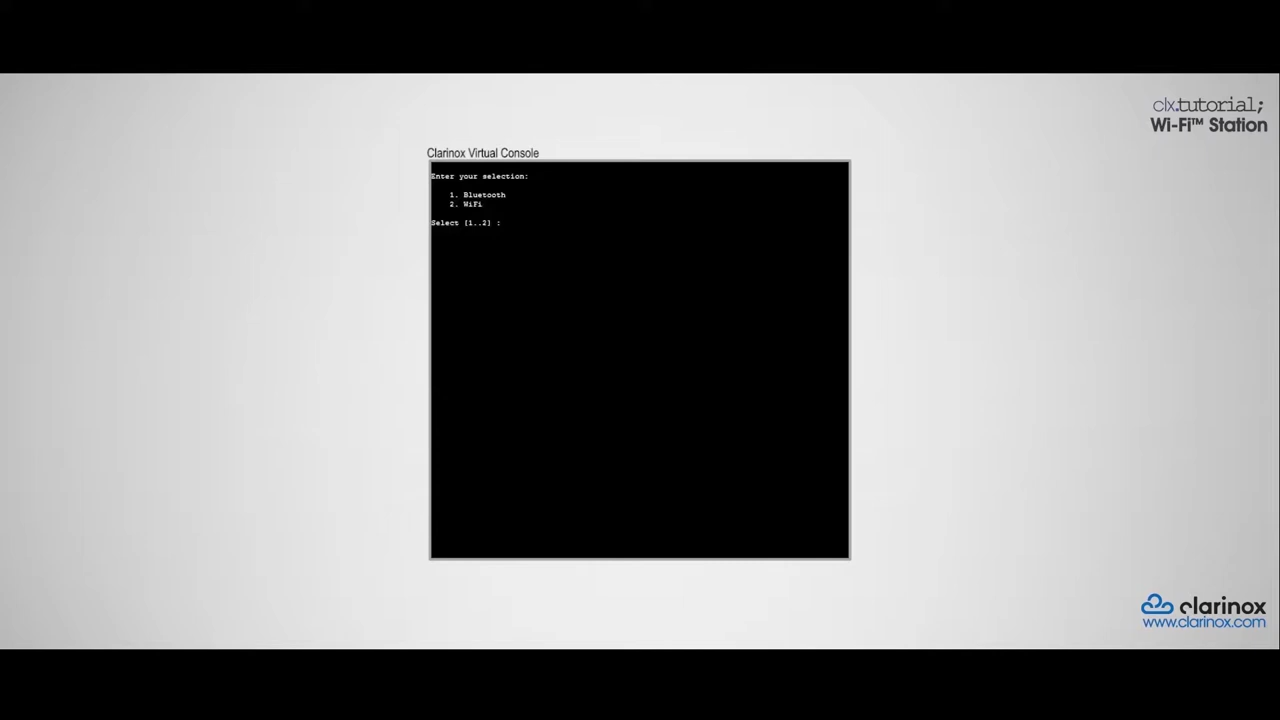 clx.tutorial;
Wi-Fi™ Station
Clarinox Virtual Console
Enter your selection:
1. Bluetooth
2. WiFi
Select [1..2] :
clarinox
www.clarinox.com